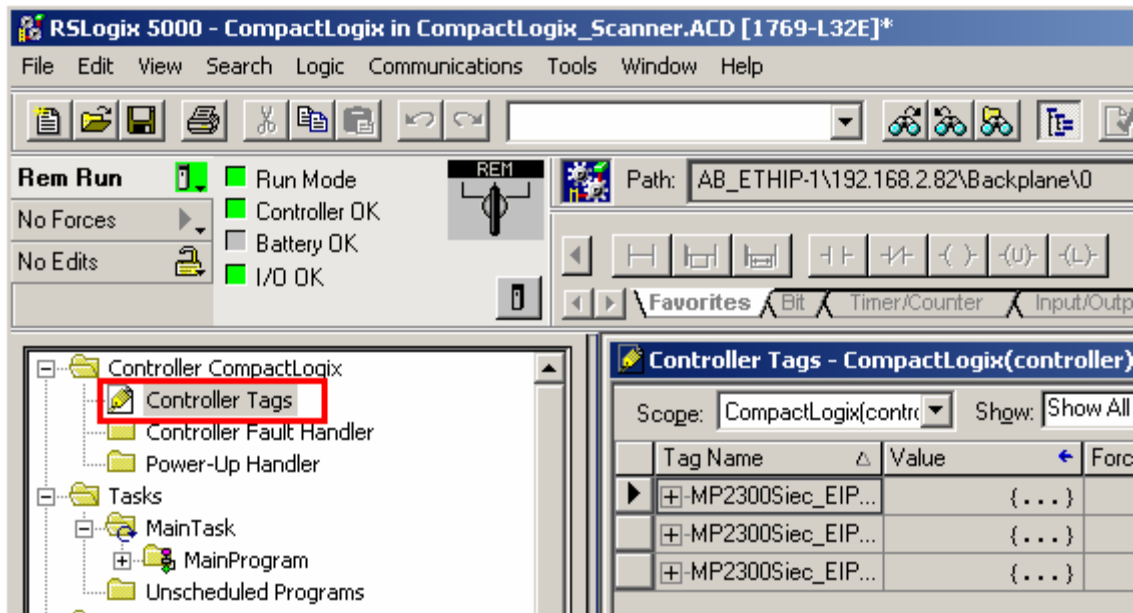 RSLogix 5000 - CompactLogix in CompactLogix_Scanner.ACD [1769-L32E]*
File Edit View Search Logic Communications Tools Window Help
Rem Run
Run Mode
REM
Path: AB_ETHIP-1\192.168.2.82\Backplane\0
No Forces
Controller OK
Battery OK
No Edits
I/O OK
Favorites Bit Timer/Counter Input/Outp
Controller CompactLogix
Controller Tags
Controller Fault Handler
Power-Up Handler
Tasks
MainTask
MainProgram
Unscheduled Programs
Controller Tags - CompactLogix(controller)
Scope: CompactLogix(contro Show: Show All
Tag Name Value Forc
MP2300Siec_EIP... {...}
MP2300Siec_EIP... {...}
MP2300Siec_EIP... {...}